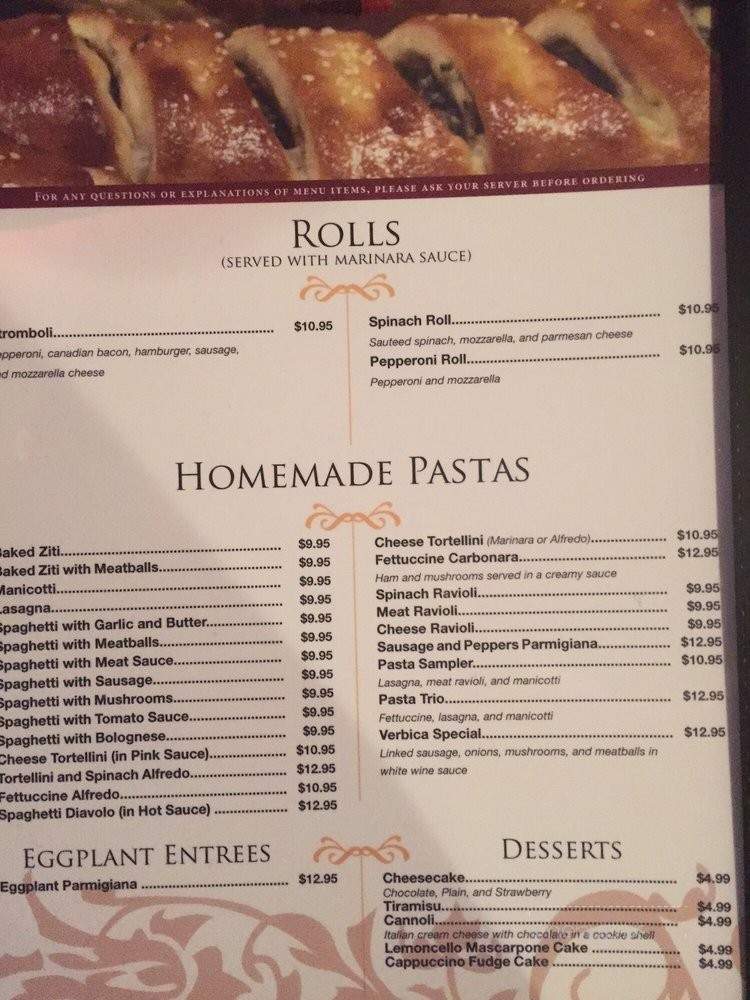 FOR ANY QUESTIONS OR EXPLANATIONS OF MENU ITEMS, PLEASE ASK YOUR SERVER BEFORE ORDERING
ROLLS
(SERVED WITH MARINARA SAUCE)
tromboli.......... $10.95
epperoni, canadian bacon, hamburger, sausage,
nd mozzarella cheese
Spinach Roll.......... $10.95
Sauteed spinach, mozzarella, and parmesan cheese
Pepperoni Roll.......... $10.95
Pepperoni and mozzarella
HOMEMADE PASTAS
Baked Ziti.......... $9.95
Baked Ziti with Meatballs.......... $9.95
Manicotti.......... $9.95
Lasagna.......... $9.95
Spaghetti with Garlic and Butter.......... $9.95
Spaghetti with Meatballs.......... $9.95
Spaghetti with Meat Sauce.......... $9.95
Spaghetti with Sausage.......... $9.95
Spaghetti with Mushrooms.......... $9.95
Spaghetti with Tomato Sauce.......... $9.95
Spaghetti with Bolognese.......... $9.95
Cheese Tortellini (in Pink Sauce).......... $10.95
Tortellini and Spinach Alfredo.......... $12.95
Fettuccine Alfredo.......... $10.95
Spaghetti Diavolo (in Hot Sauce) .......... $12.95
Cheese Tortellini (Marinara or Alfredo).......... $10.95
Fettuccine Carbonara.......... $12.95
Ham and mushrooms served in a creamy sauce
Spinach Ravioli.......... $9.95
Meat Ravioli.......... $9.95
Cheese Ravioli.......... $9.95
Sausage and Peppers Parmigiana.......... $12.95
Pasta Sampler.......... $10.95
Lasagna, meat ravioli, and manicotti
Pasta Trio.......... $12.95
Fettuccine, lasagna, and manicotti
Verbica Special.......... $12.95
Linked sausage, onions, mushrooms, and meatballs in
white wine sauce
EGGPLANT ENTREES
Eggplant Parmigiana .......... $12.95
DESSERTS
Cheesecake.......... $4.99
Chocolate, Plain, and Strawberry
Tiramisu.......... $4.99
Cannoli.......... $4.99
Italian cream cheese with chocolate in a cookie shell
Lemoncello Mascarpone Cake .......... $4.99
Cappuccino Fudge Cake .......... $4.99